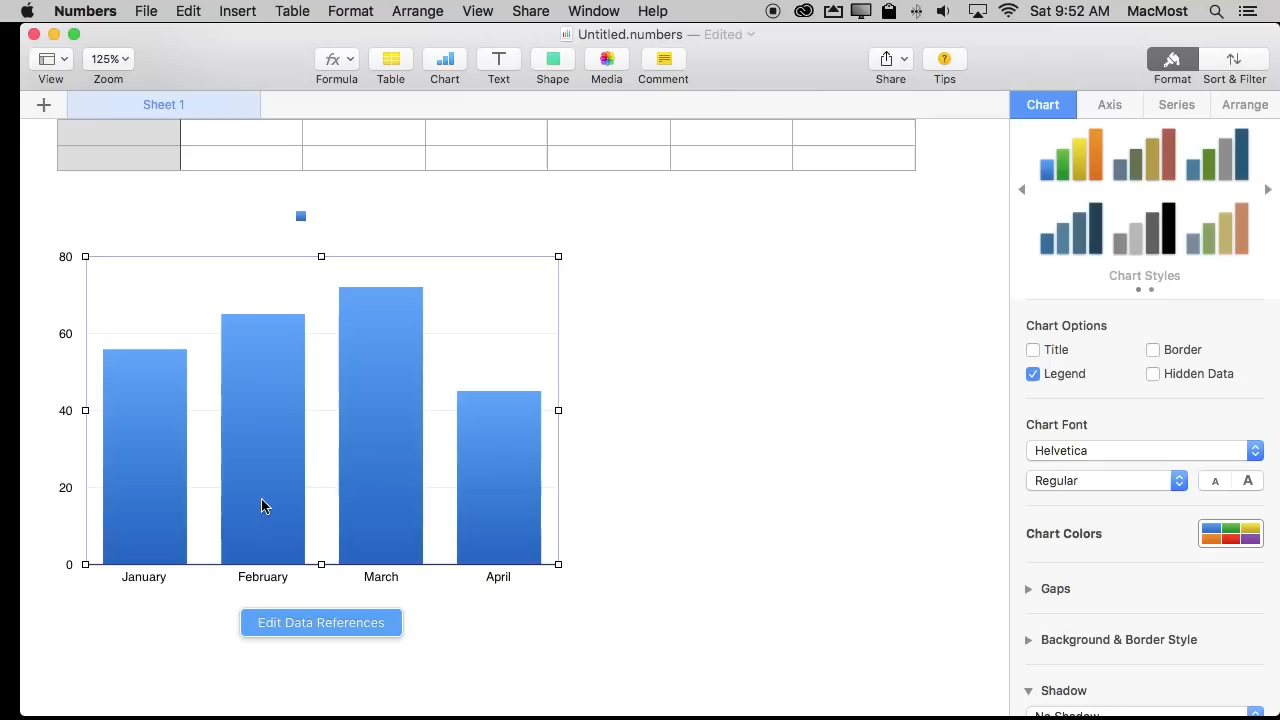 Numbers File Edit Insert Table Format Arrange View Share Window Help Sat 9:52 AM MacMost
Untitled.numbers — Edited
125%
View Zoom Formula Table Chart Text Shape Media Comment Share Tips Format Sort & Filter
Sheet 1
Chart Axis Series Arrange
Chart Styles
Chart Options
Title Border
Legend Hidden Data
Chart Font
Helvetica
Regular A A
Chart Colors
Gaps
Background & Border Style
Shadow
No Shadow
80
60
40
20
0
January February March April
Edit Data References